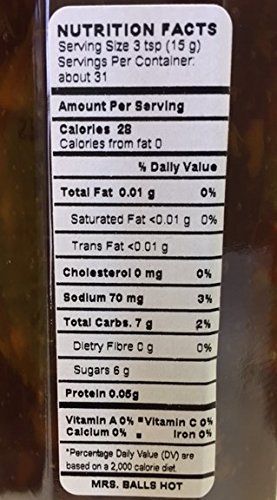 NUTRITION FACTS
Serving Size 3 tsp (15 g)
Servings Per Container:
about 31
Amount Per Serving
Calories 28
Calories from fat 0
% Daily Value
Total Fat 0.01 g 0%
Saturated Fat <0.01 g 0%
Trans Fat <0.01 g
Cholesterol 0 mg 0%
Sodium 70 mg 3%
Total Carbs. 7 g 2%
Dietry Fibre 0 g 0%
Sugars 6 g
Protein 0.05g
Vitamin A 0% ▪ Vitamin C 0%
Calcium 0% ▪ Iron 0%
*Percentage Daily Value (DV) are
based on a 2,000 calorie diet.
MRS. BALLS HOT